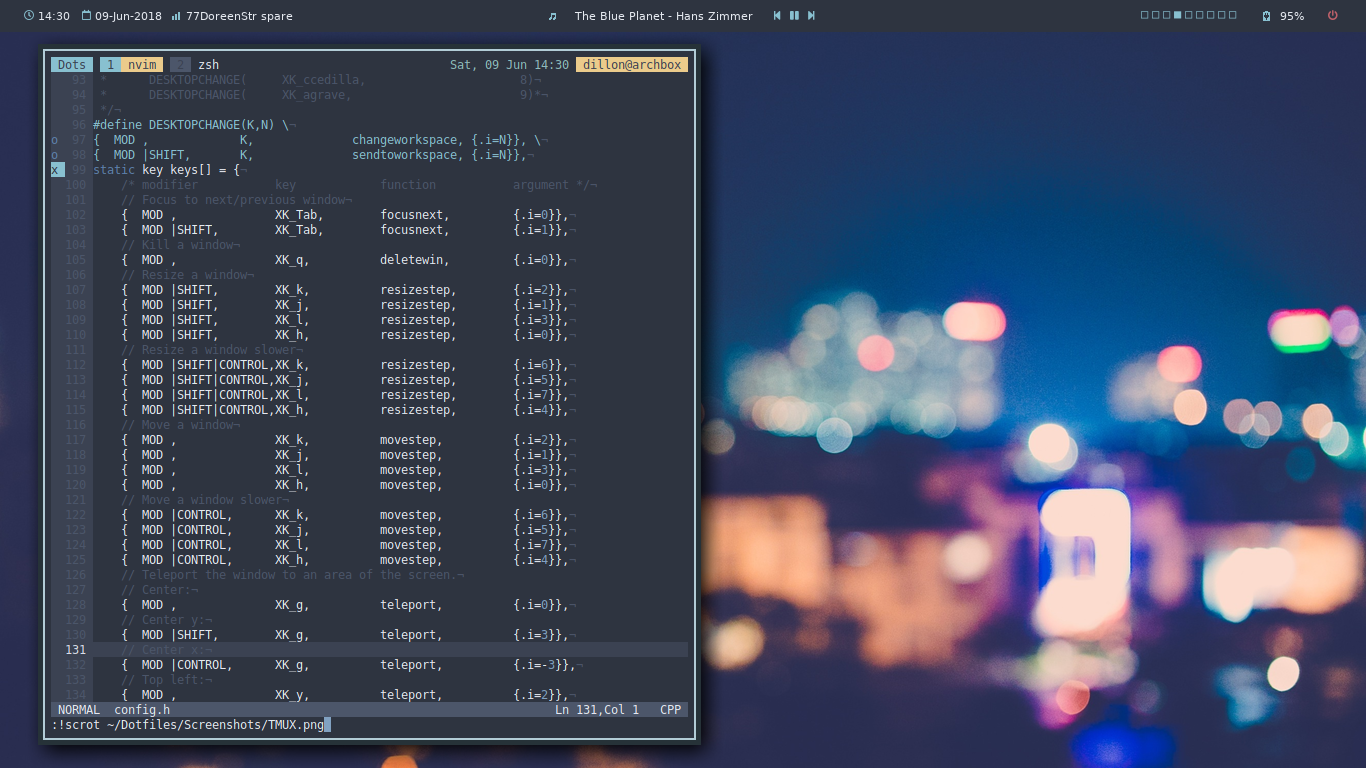 14:30 09-Jun-2018 77DoreenStr spare The Blue Planet - Hans Zimmer 95%
Dots 1 nvim 2 zsh Sat, 09 Jun 14:30 dillon@archbox
93 * DESKTOPCHANGE( XK_ccedilla, 8)¬
94 * DESKTOPCHANGE( XK_agrave, 9)*¬
95 */¬
96 #define DESKTOPCHANGE(K,N) \¬
o 97 { MOD , K, changeworkspace, {.i=N}}, \¬
o 98 { MOD |SHIFT, K, sendtoworkspace, {.i=N}},¬
x 99 static key keys[] = {¬
100 /* modifier key function argument */¬
101 // Focus to next/previous window¬
102 { MOD , XK_Tab, focusnext, {.i=0}},¬
103 { MOD |SHIFT, XK_Tab, focusnext, {.i=1}},¬
104 // Kill a window¬
105 { MOD , XK_q, deletewin, {.i=0}},¬
106 // Resize a window¬
107 { MOD |SHIFT, XK_k, resizestep, {.i=2}},¬
108 { MOD |SHIFT, XK_j, resizestep, {.i=1}},¬
109 { MOD |SHIFT, XK_l, resizestep, {.i=3}},¬
110 { MOD |SHIFT, XK_h, resizestep, {.i=0}},¬
111 // Resize a window slower¬
112 { MOD |SHIFT|CONTROL,XK_k, resizestep, {.i=6}},¬
113 { MOD |SHIFT|CONTROL,XK_j, resizestep, {.i=5}},¬
114 { MOD |SHIFT|CONTROL,XK_l, resizestep, {.i=7}},¬
115 { MOD |SHIFT|CONTROL,XK_h, resizestep, {.i=4}},¬
116 // Move a window¬
117 { MOD , XK_k, movestep, {.i=2}},¬
118 { MOD , XK_j, movestep, {.i=1}},¬
119 { MOD , XK_l, movestep, {.i=3}},¬
120 { MOD , XK_h, movestep, {.i=0}},¬
121 // Move a window slower¬
122 { MOD |CONTROL, XK_k, movestep, {.i=6}},¬
123 { MOD |CONTROL, XK_j, movestep, {.i=5}},¬
124 { MOD |CONTROL, XK_l, movestep, {.i=7}},¬
125 { MOD |CONTROL, XK_h, movestep, {.i=4}},¬
126 // Teleport the window to an area of the screen.¬
127 // Center:¬
128 { MOD , XK_g, teleport, {.i=0}},¬
129 // Center y:¬
130 { MOD |SHIFT, XK_g, teleport, {.i=3}},¬
131 // Center x:¬
132 { MOD |CONTROL, XK_g, teleport, {.i=-3}},¬
133 // Top left:¬
134 { MOD , XK_y, teleport, {.i=2}},¬
NORMAL config.h Ln 131,Col 1 CPP
:!scrot ~/Dotfiles/Screenshots/TMUX.png